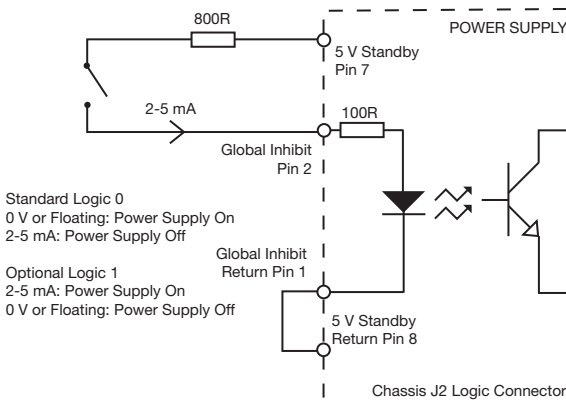 800R
POWER SUPPLY
5 V Standby
Pin 7
2-5 mA
100R
Global Inhibit
Pin 2
Standard Logic 0
0 V or Floating: Power Supply On
2-5 mA: Power Supply Off
Global Inhibit
Return Pin 1
Optional Logic 1
2-5 mA: Power Supply On
0 V or Floating: Power Supply Off
5 V Standby
Return Pin 8
Chassis J2 Logic Connector